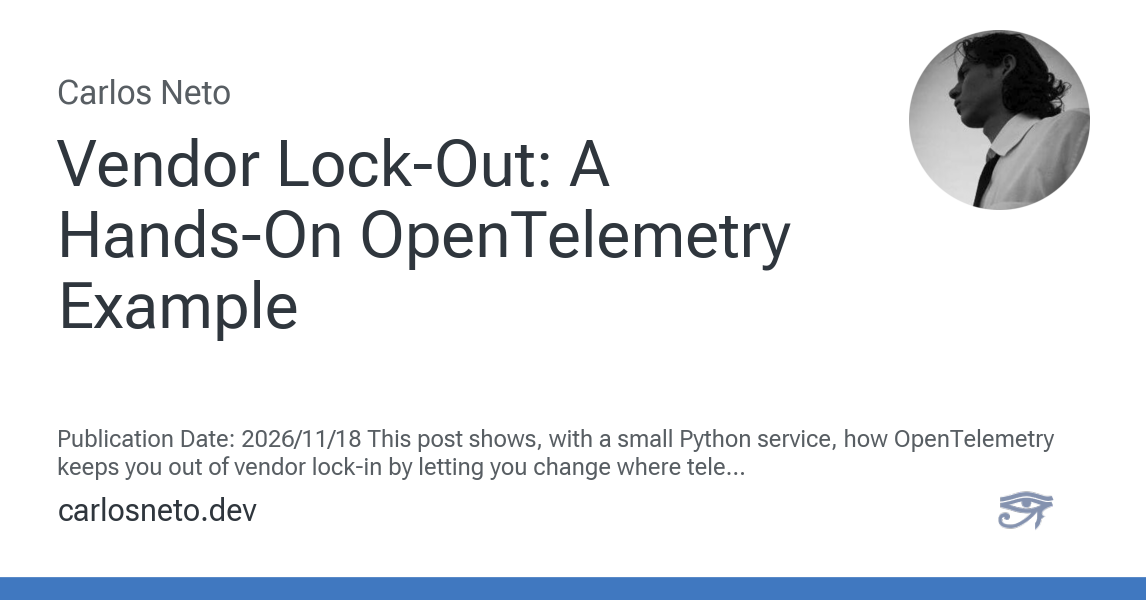 Carlos Neto
Vendor Lock-Out: A
Hands-On OpenTelemetry
Example
Publication Date: 2026/11/18 This post shows, with a small Python service, how OpenTelemetry
keeps you out of vendor lock-in by letting you change where tele...
carlosneto.dev